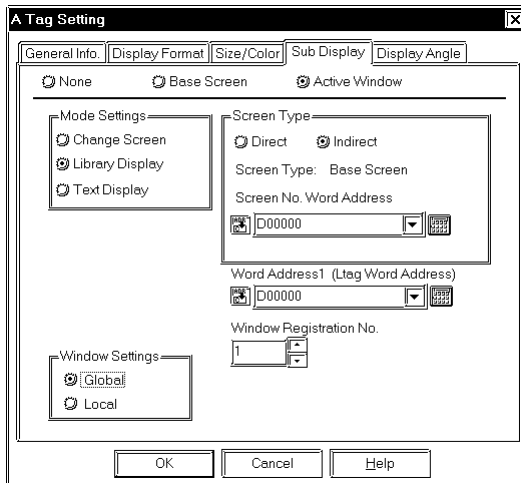 A Tag Setting
General Info. Display Format Size/Color Sub Display Display Angle
None Base Screen Active Window
Mode Settings
Change Screen
Library Display
Text Display
Screen Type
Direct Indirect
Screen Type: Base Screen
Screen No. Word Address
D00000
Word Address1 (Ltag Word Address)
D00000
Window Registration No.
1
Window Settings
Global
Local
OK Cancel Help